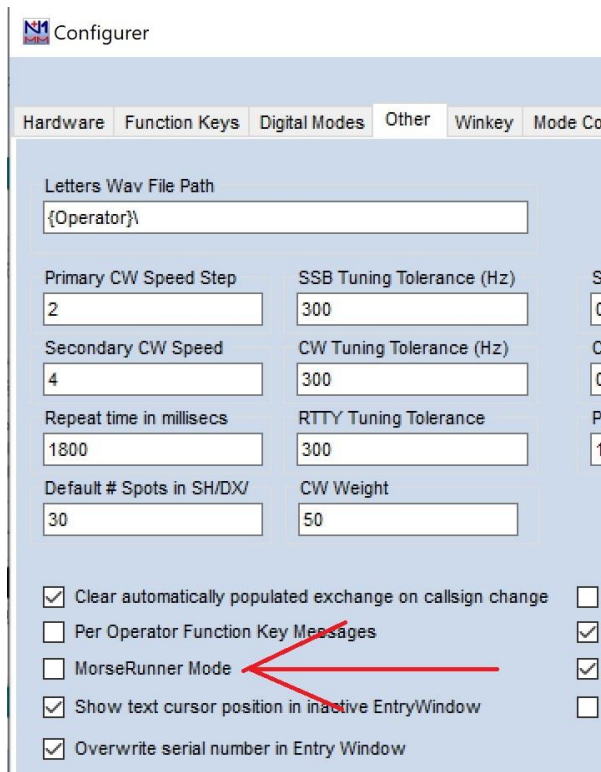 N1MM Configurer
Hardware Function Keys Digital Modes Other Winkey Mode Co
Letters Wav File Path
{Operator}\
Primary CW Speed Step SSB Tuning Tolerance (Hz) S
2 300 0
Secondary CW Speed CW Tuning Tolerance (Hz) C
4 300 0
Repeat time in millisecs RTTY Tuning Tolerance P
1800 300 1
Default # Spots in SH/DX/ CW Weight
30 50
Clear automatically populated exchange on callsign change
Per Operator Function Key Messages
MorseRunner Mode
Show text cursor position in inactive EntryWindow
Overwrite serial number in Entry Window